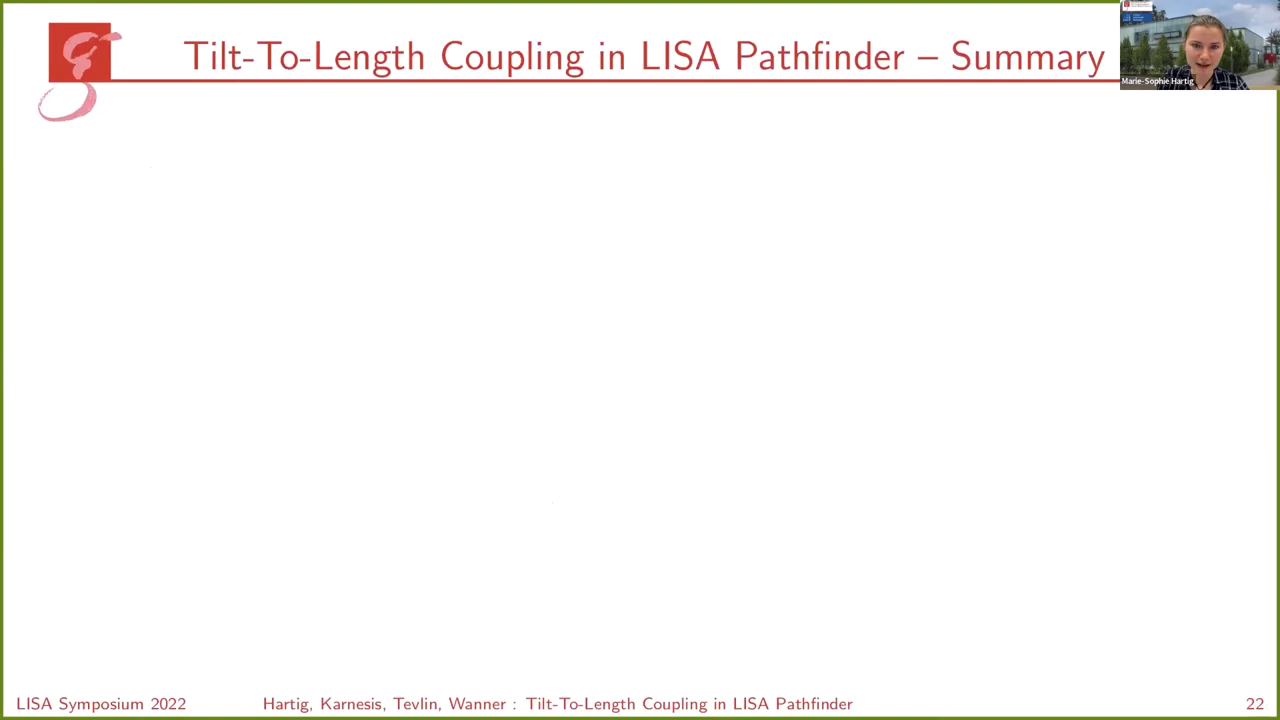 Tilt-To-Length Coupling in LISA Pathfinder – Summary
Marie-Sophie Hartig
LISA Symposium 2022
Hartig, Karnesis, Tevlin, Wanner : Tilt-To-Length Coupling in LISA Pathfinder
22